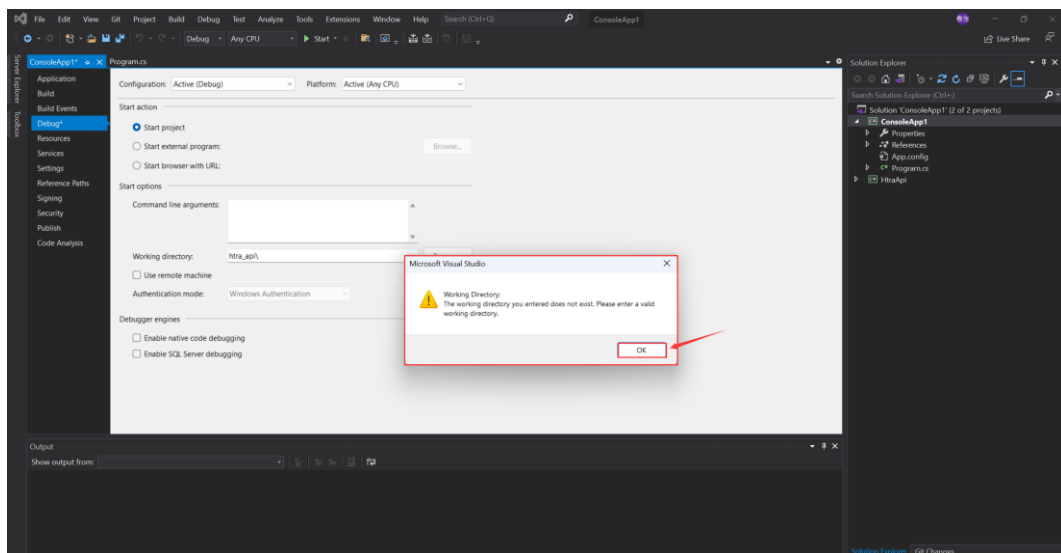 File Edit View Git Project Build Debug Test Analyze Tools Extensions Window Help Search (Ctrl+Q) ConsoleApp1
Debug Any CPU Start Live Share
Server Explorer
Toolbox
ConsoleApp1* Program.cs
Application
Build
Build Events
Debug*
Resources
Services
Settings
Reference Paths
Signing
Security
Publish
Code Analysis
Configuration: Active (Debug) Platform: Active (Any CPU)
Start action
Start project
Start external program: Browse...
Start browser with URL:
Start options
Command line arguments:
Working directory: htra_api\
Use remote machine
Authentication mode: Windows Authentication
Debugger engines
Enable native code debugging
Enable SQL Server debugging
Microsoft Visual Studio
Working Directory:
The working directory you entered does not exist. Please enter a valid
working directory.
OK
Output
Show output from:
Solution Explorer
Search Solution Explorer (Ctrl+;)
Solution 'ConsoleApp1' (2 of 2 projects)
ConsoleApp1
Properties
References
App.config
Program.cs
HtraApi
Solution Explorer Git Changes